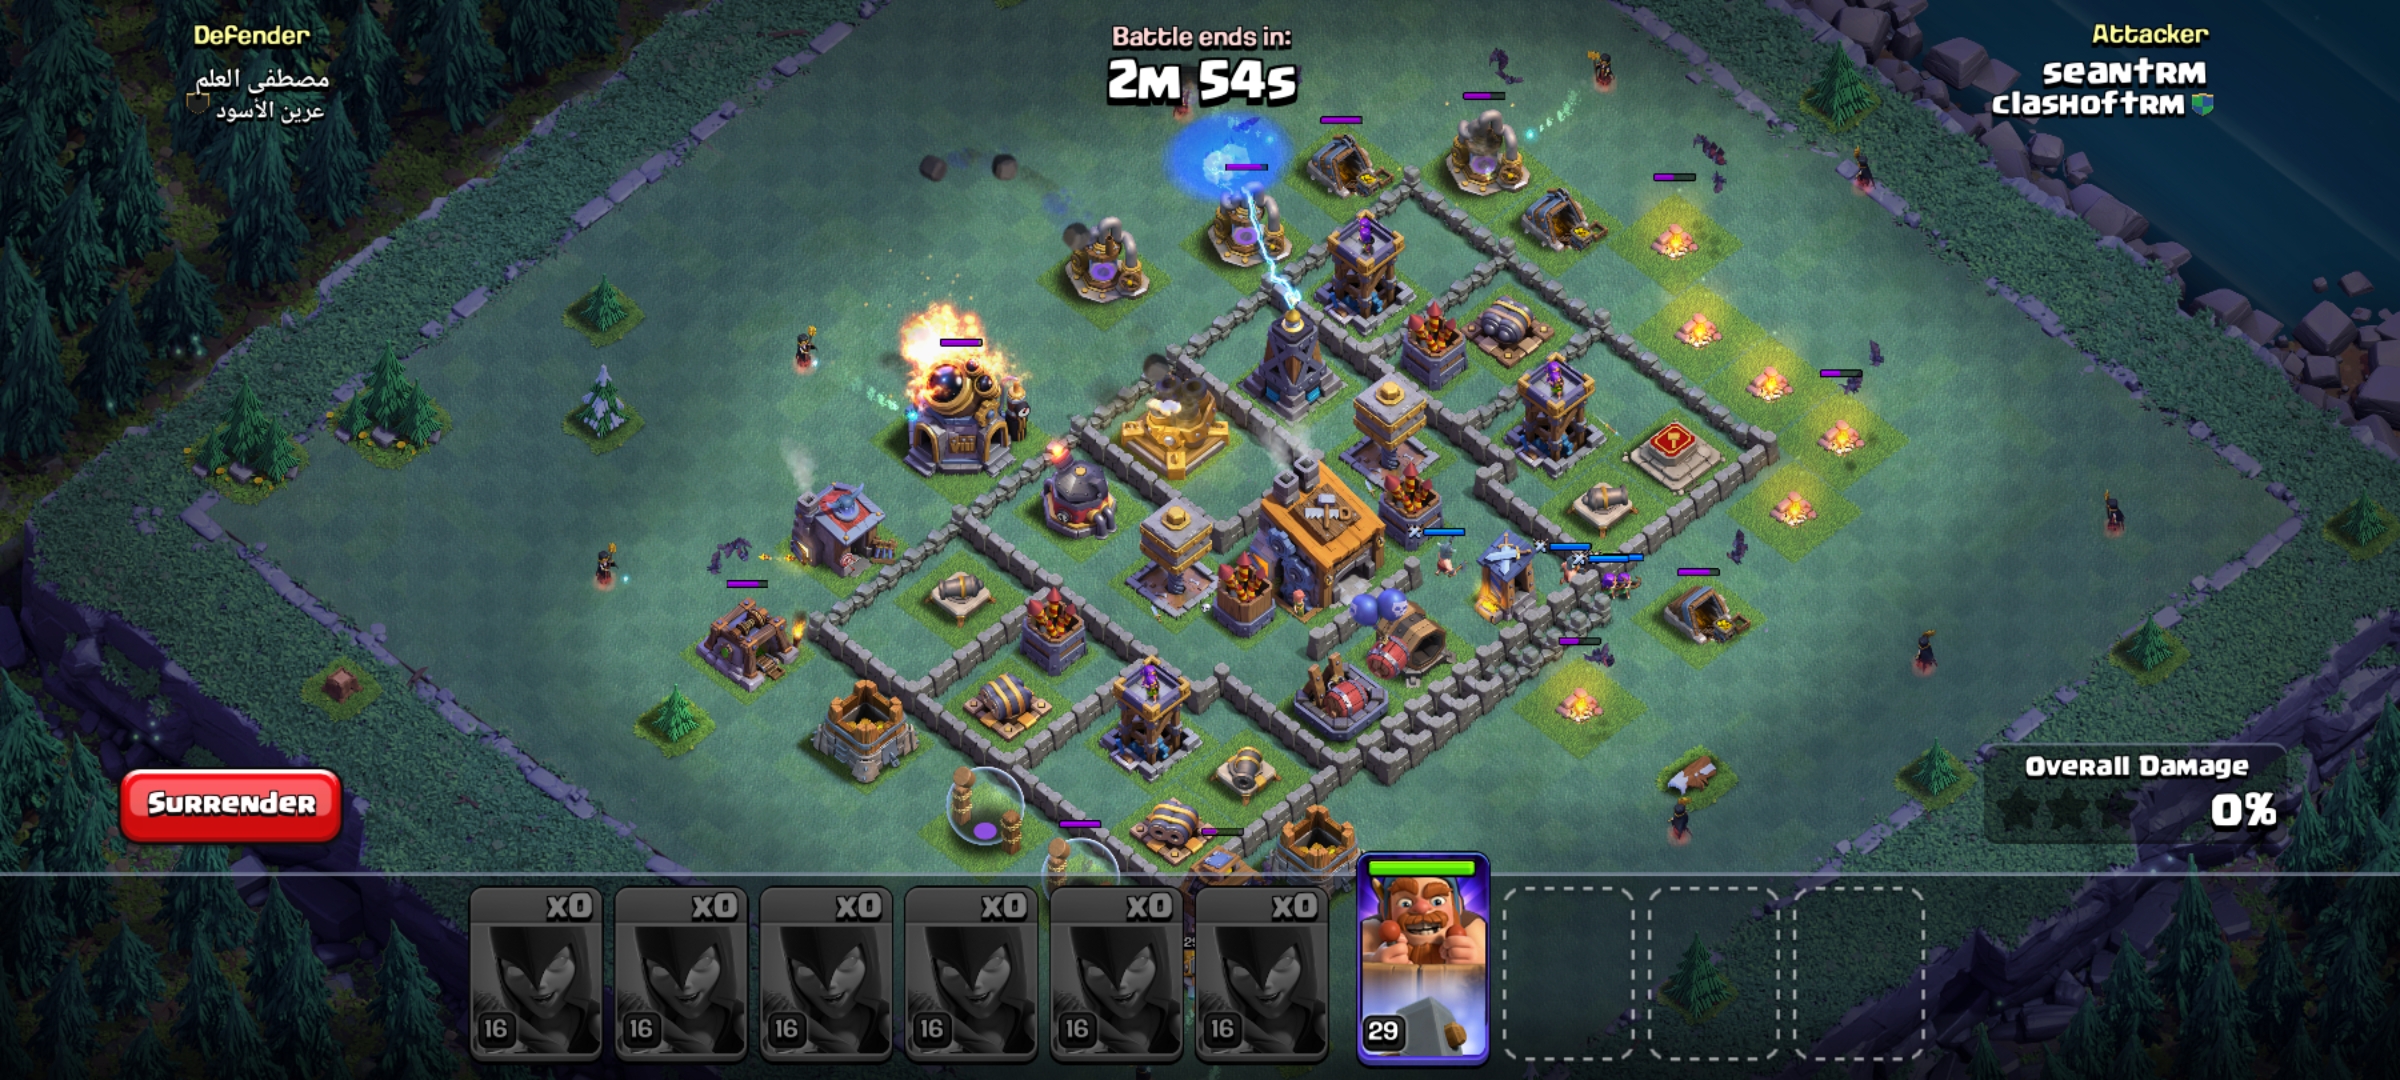 Defender
مصطفى العلم
عرين الأسود
Battle ends in:
2M 54S
Attacker
seantRM
clashoftRM
Surrender
Overall Damage
0%
x0
x0
x0
x0
x0
x0
16
16
16
16
16
16
29